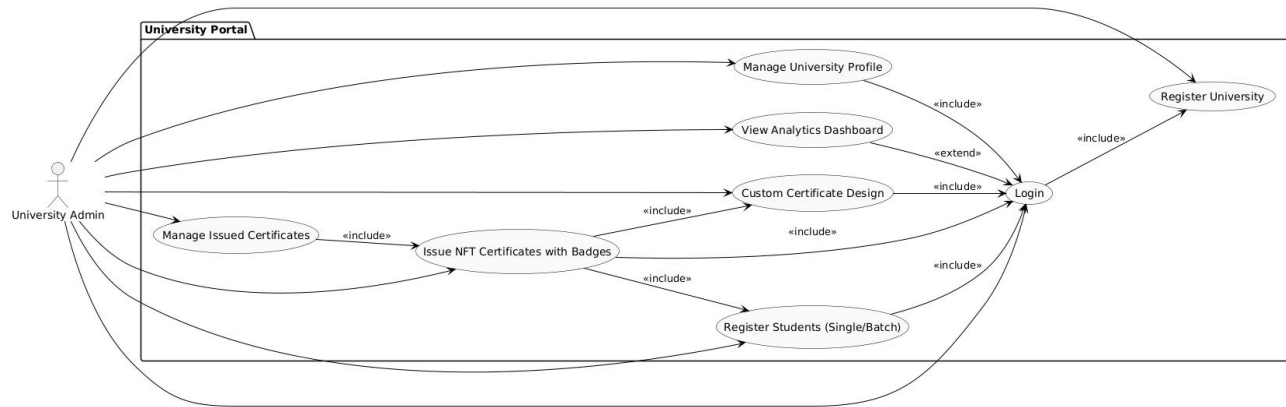 University Portal
Manage University Profile
Register University
«include»
View Analytics Dashboard
«include»
«extend»
Custom Certificate Design
«include»
Login
University Admin
«include»
Manage Issued Certificates
«include»
«include»
Issue NFT Certificates with Badges
«include»
«include»
Register Students (Single/Batch)